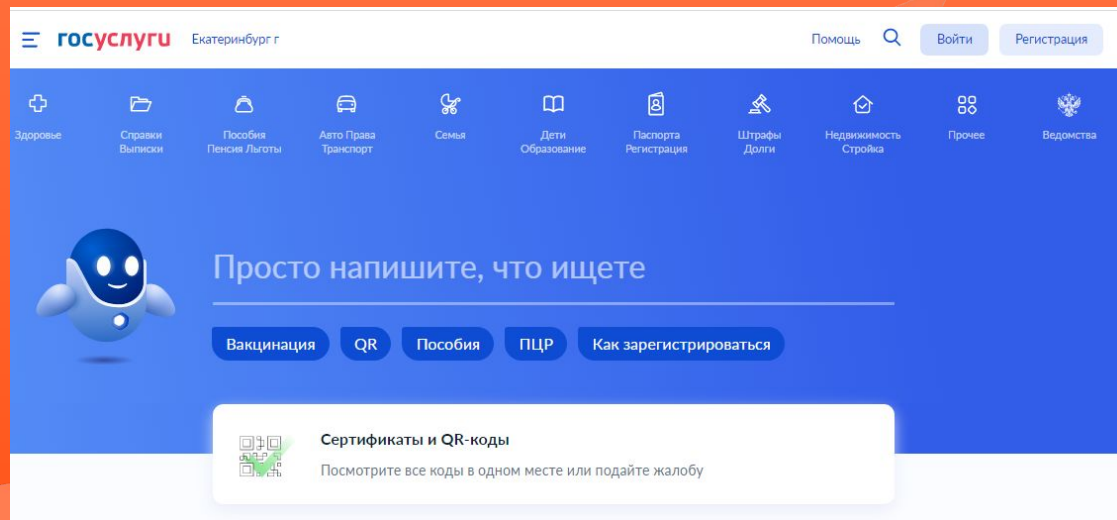 госуслуги Екатеринбург г Помощь Войти Регистрация
Здоровье Справки Пособия Авто Права Семья Дети Паспорта Штрафы Недвижимость Прочее Ведомства
Выписки Пенсия Льготы Транспорт Образование Регистрация Долги Стройка
Просто напишите, что ищете
Вакцинация QR Пособия ПЦР Как зарегистрироваться
Сертификаты и QR-коды
Посмотрите все коды в одном месте или подайте жалобу